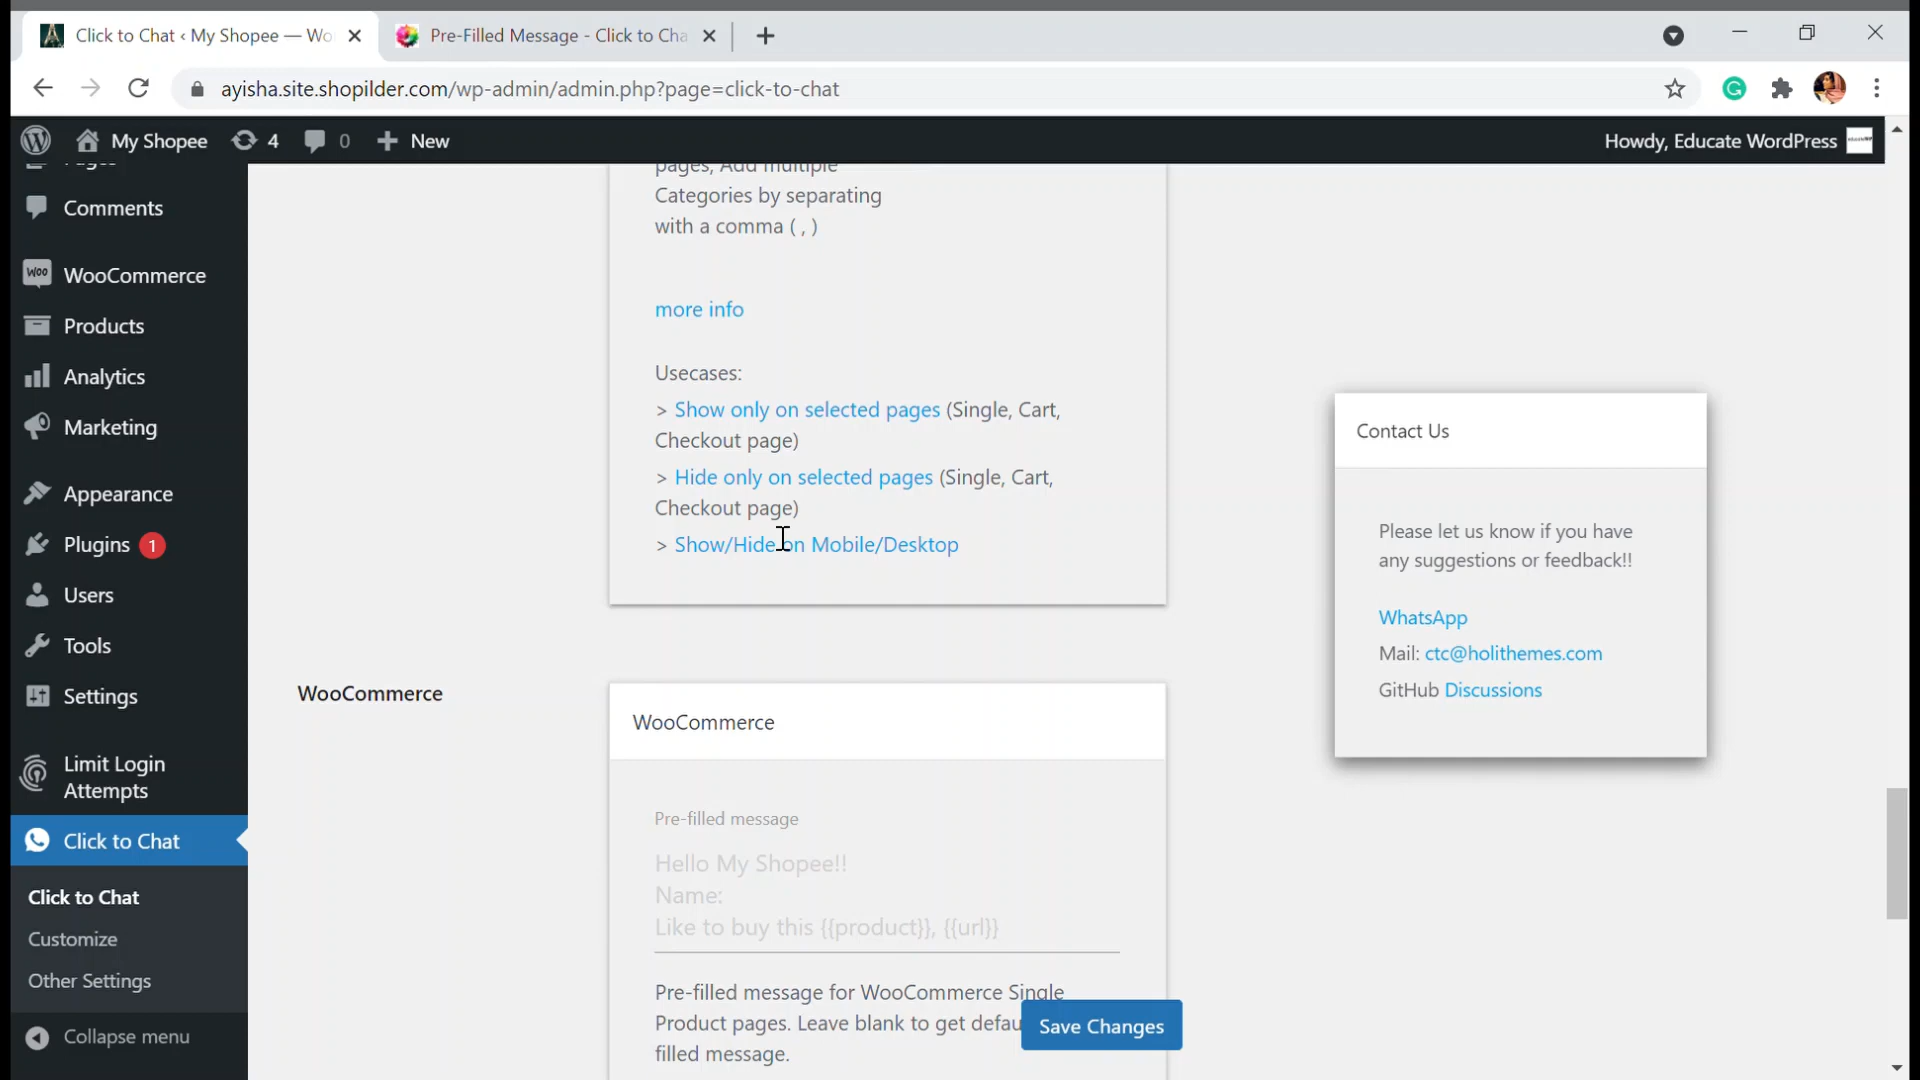 Click to Chat ‹ My Shopee — Wo
Pre-Filled Message - Click to Cha
ayisha.site.shopilder.com/wp-admin/admin.php?page=click-to-chat
My Shopee
4
0
New
Howdy, Educate WordPress
Pages
Comments
WooCommerce
Products
Analytics
Marketing
Appearance
Plugins 1
Users
Tools
Settings
Limit Login
Attempts
Click to Chat
Click to Chat
Customize
Other Settings
Collapse menu
pages, Add multiple
Categories by separating
with a comma ( , )
more info
Usecases:
> Show only on selected pages (Single, Cart,
Checkout page)
> Hide only on selected pages (Single, Cart,
Checkout page)
> Show/Hide on Mobile/Desktop
WooCommerce
WooCommerce
Pre-filled message
Hello My Shopee!!
Name:
Like to buy this {{product}}, {{url}}
Pre-filled message for WooCommerce Single
Product pages. Leave blank to get defau
filled message.
Save Changes
Contact Us
Please let us know if you have
any suggestions or feedback!!
WhatsApp
Mail: ctc@holithemes.com
GitHub Discussions